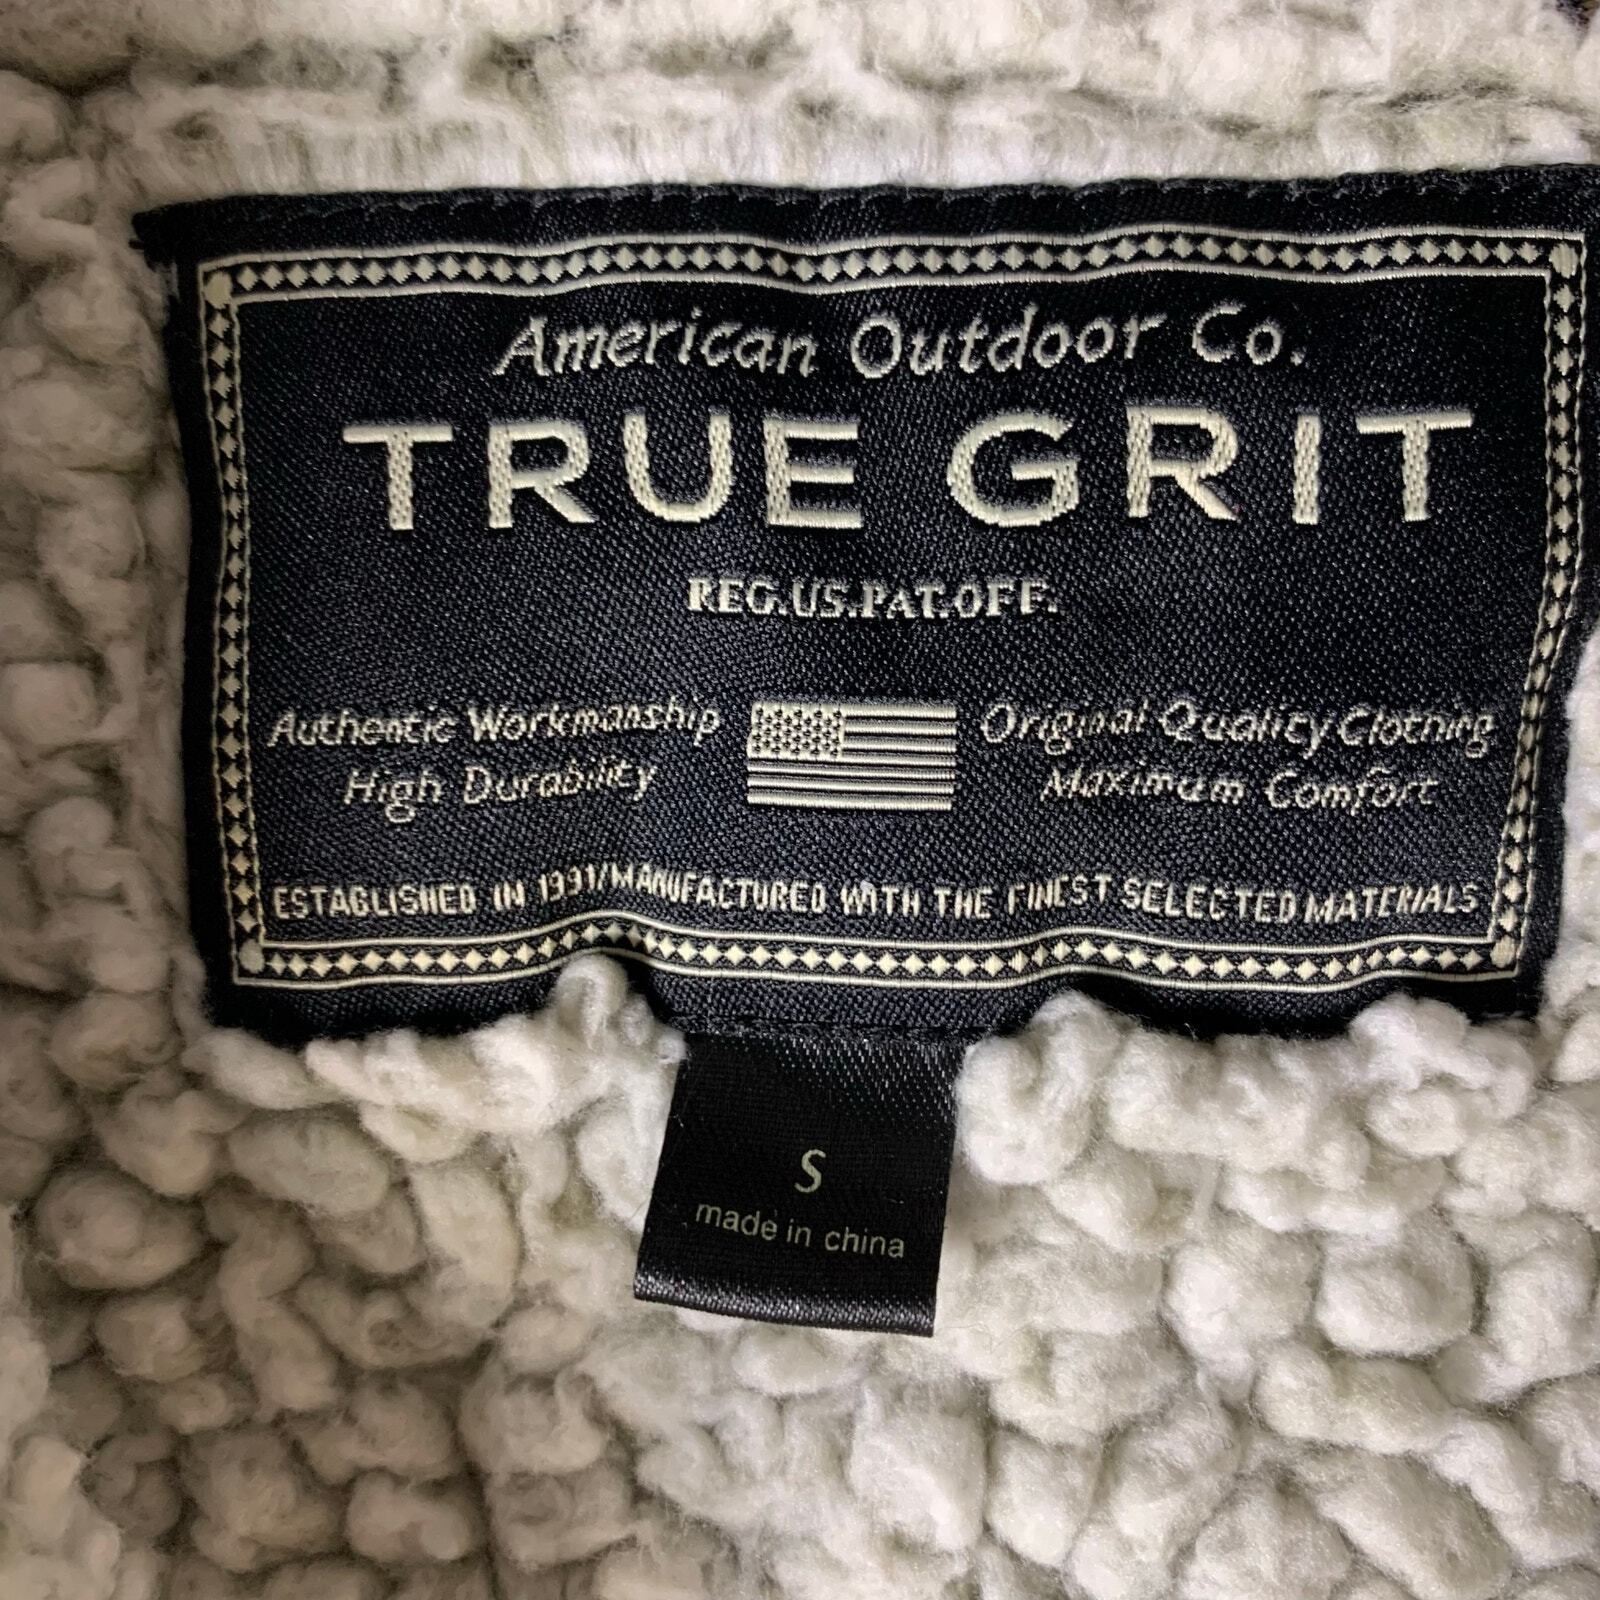 American Outdoor Co.
TRUE GRIT
REG.US.PAT.OFF.
Authentic Workmanship
High Durability
Original Quality Clothing
Maximum Comfort
ESTABLISHED IN 1991/MANUFACTURED WITH THE FINEST SELECTED MATERIALS
S
made in china